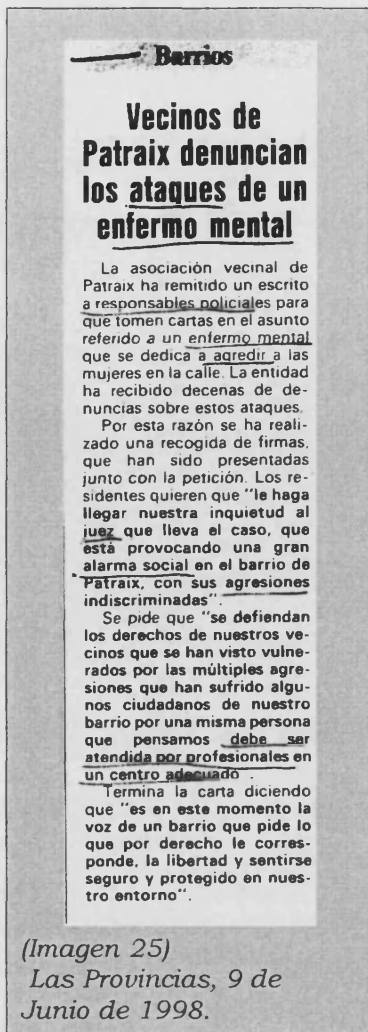 Barrios
Vecinos de
Patraix denuncian
los ataques de un
enfermo mental
La asociación vecinal de
Patraix ha remitido un escrito
a responsables policiales para
que tomen cartas en el asunto
referido a un enfermo mental
que se dedica a agredir a las
mujeres en la calle. La entidad
ha recibido decenas de de-
nuncias sobre estos ataques.
Por esta razón se ha reali-
zado una recogida de firmas,
que han sido presentadas
junto con la petición. Los re-
sidentes quieren que "le haga
llegar nuestra inquietud al
juez que lleva el caso, que
está provocando una gran
alarma social en el barrio de
Patraix, con sus agresiones
indiscriminadas".
Se pide que "se defiendan
los derechos de nuestros ve-
cinos que se han visto vulne-
rados por las múltiples agre-
siones que han sufrido algu-
nos ciudadanos de nuestro
barrio por una misma persona
que pensamos debe ser
atendida por profesionales en
un centro adecuado".
Termina la carta diciendo
que "es en este momento la
voz de un barrio que pide lo
que por derecho le corres-
ponde, la libertad y sentirse
seguro y protegido en nues-
tro entorno".
(Imagen 25)
Las Provincias, 9 de
Junio de 1998.